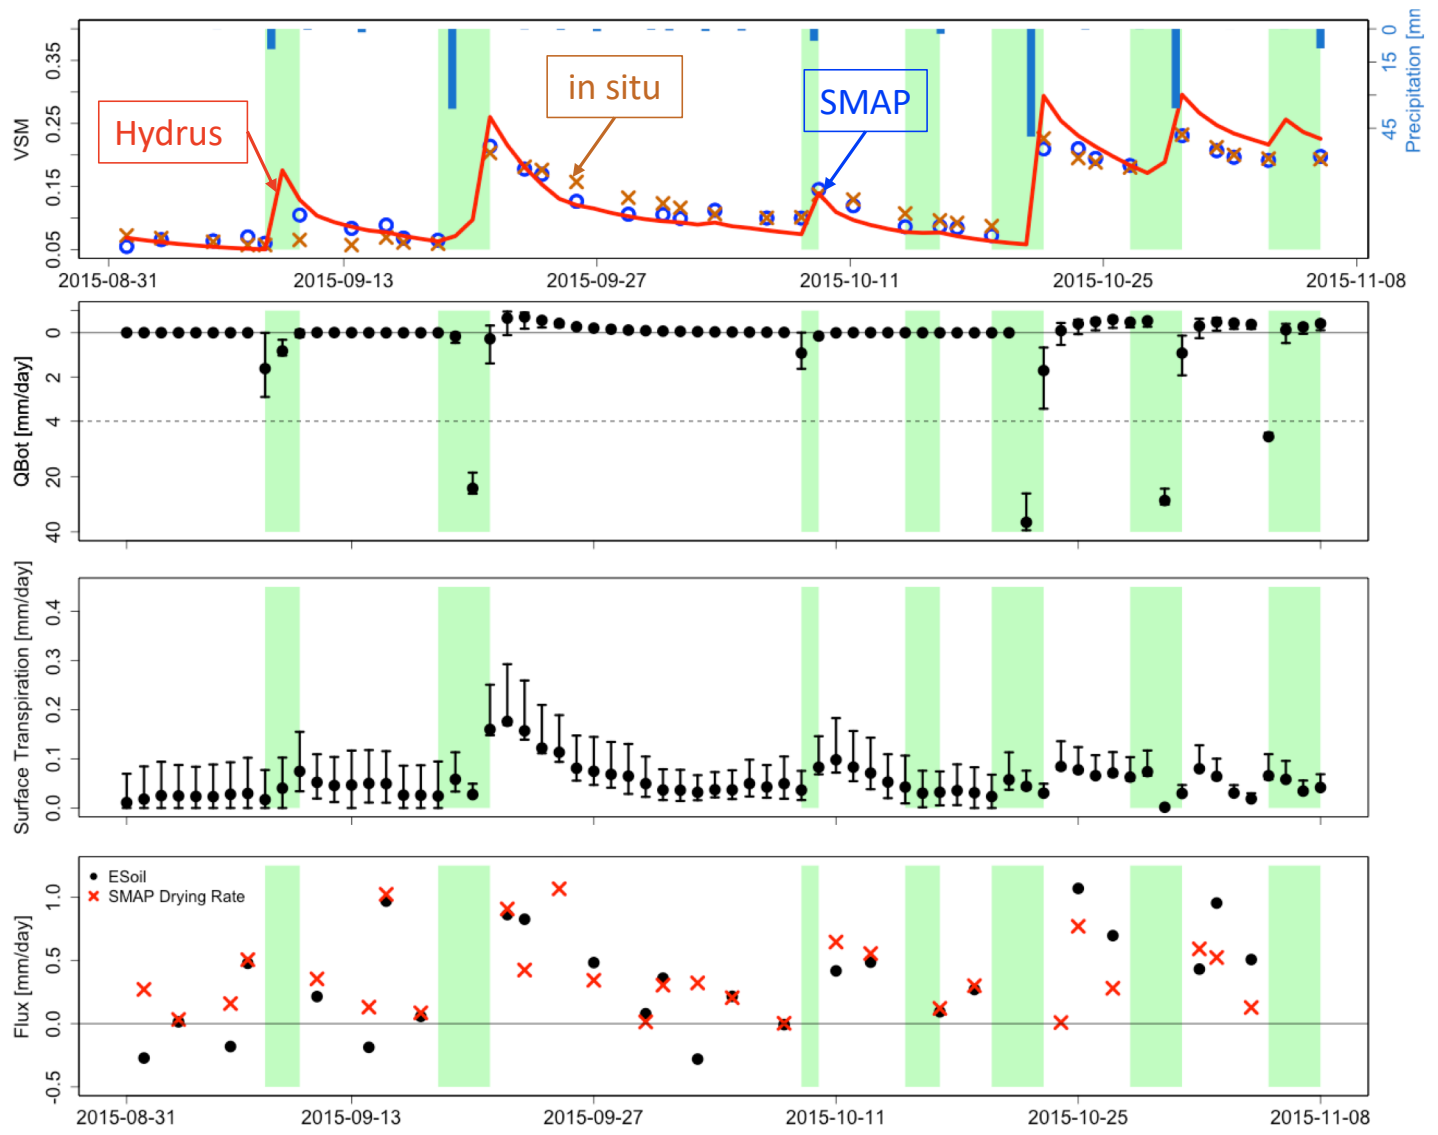 0.05 0.15 0.25 0.35
VSM
Hydrus
in situ
SMAP
0 15 45
Precipitation [mm
2015-08-31 2015-09-13 2015-09-27 2015-10-11 2015-10-25 2015-11-08
QBot [mm/day]
0 2 4 20 40
Surface Transpiration [mm/day]
0.0 0.1 0.2 0.3 0.4
Flux [mm/day]
-0.5 0.0 0.5 1.0
ESoil
SMAP Drying Rate
2015-08-31 2015-09-13 2015-09-27 2015-10-11 2015-10-25 2015-11-08